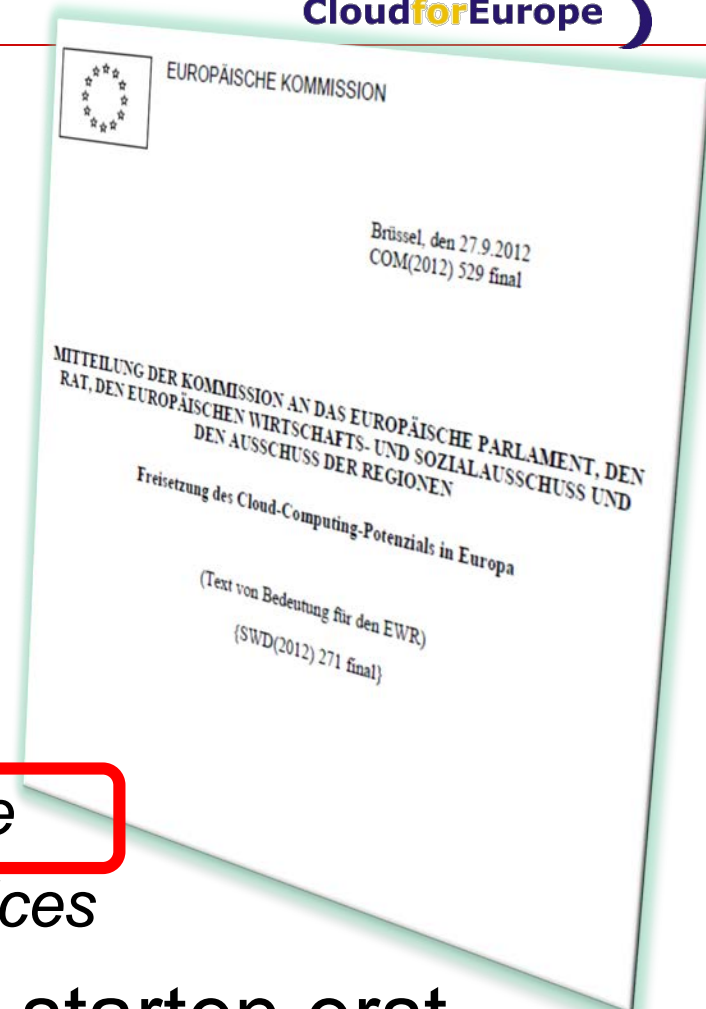 CloudforEurope
EUROPÄISCHE KOMMISSION
Brüssel, den 27.9.2012
COM(2012) 529 final
MITTEILUNG DER KOMMISSION AN DAS EUROPÄISCHE PARLAMENT, DEN
RAT, DEN EUROPÄISCHEN WIRTSCHAFTS- UND SOZIALAUSSCHUSS UND
DEN AUSSCHUSS DER REGIONEN
Freisetzung des Cloud-Computing-Potenzials in Europa
(Text von Bedeutung für den EWR)
{SWD(2012) 271 final}
e
ces
starten erst